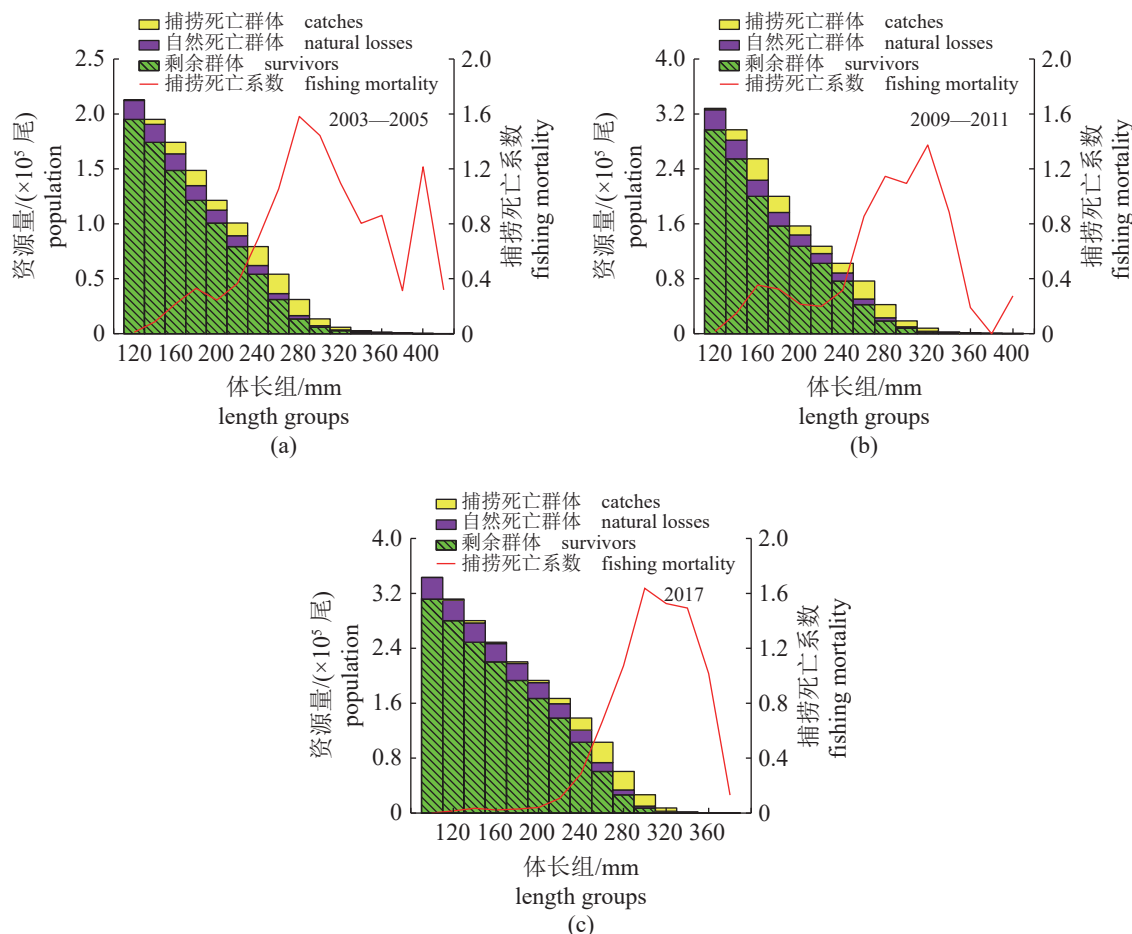 捕捞死亡群体 catches
自然死亡群体 natural losses
剩余群体 survivors
捕捞死亡系数 fishing mortality
2003—2005
2.5
2.0
1.5
1.0
0.5
0
资源量/(×10⁵ 尾)
population
2.0
1.6
1.2
0.8
0.4
0
捕捞死亡系数
fishing mortality
120 160 200 240 280 320 360 400
体长组/mm
length groups
(a)
捕捞死亡群体 catches
自然死亡群体 natural losses
剩余群体 survivors
捕捞死亡系数 fishing mortality
2009—2011
4.0
3.2
2.4
1.6
0.8
0
资源量/(×10⁵ 尾)
population
2.0
1.6
1.2
0.8
0.4
0
捕捞死亡系数
fishing mortality
120 160 200 240 280 320 360 400
体长组/mm
length groups
(b)
捕捞死亡群体 catches
自然死亡群体 natural losses
剩余群体 survivors
捕捞死亡系数 fishing mortality
2017
4.0
3.2
2.4
1.6
0.8
0
资源量/(×10⁵ 尾)
population
2.0
1.6
1.2
0.8
0.4
0
捕捞死亡系数
fishing mortality
120 160 200 240 280 320 360
体长组/mm
length groups
(c)